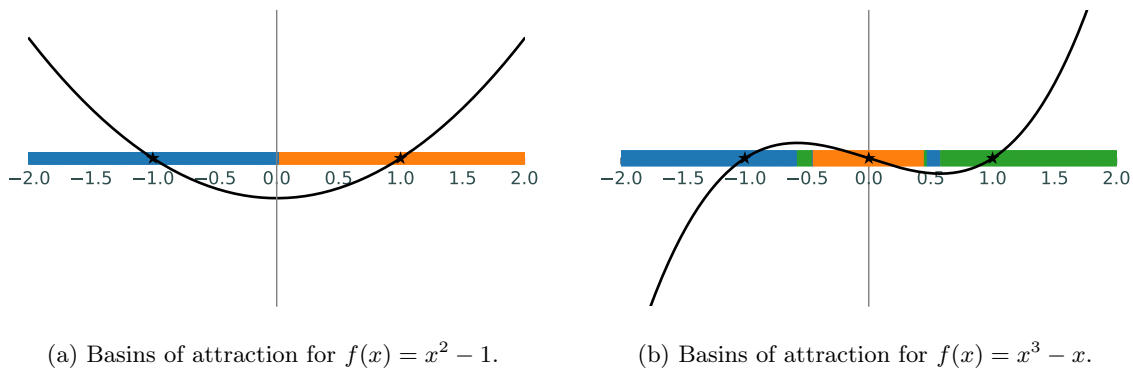 −2.0 −1.5 −1.0 −0.5 0.0 0.5 1.0 1.5 2.0
−2.0 −1.5 −1.0 −0.5 0.0 0.5 1.0 1.5 2.0
(a) Basins of attraction for f(x) = x² − 1.
(b) Basins of attraction for f(x) = x³ − x.